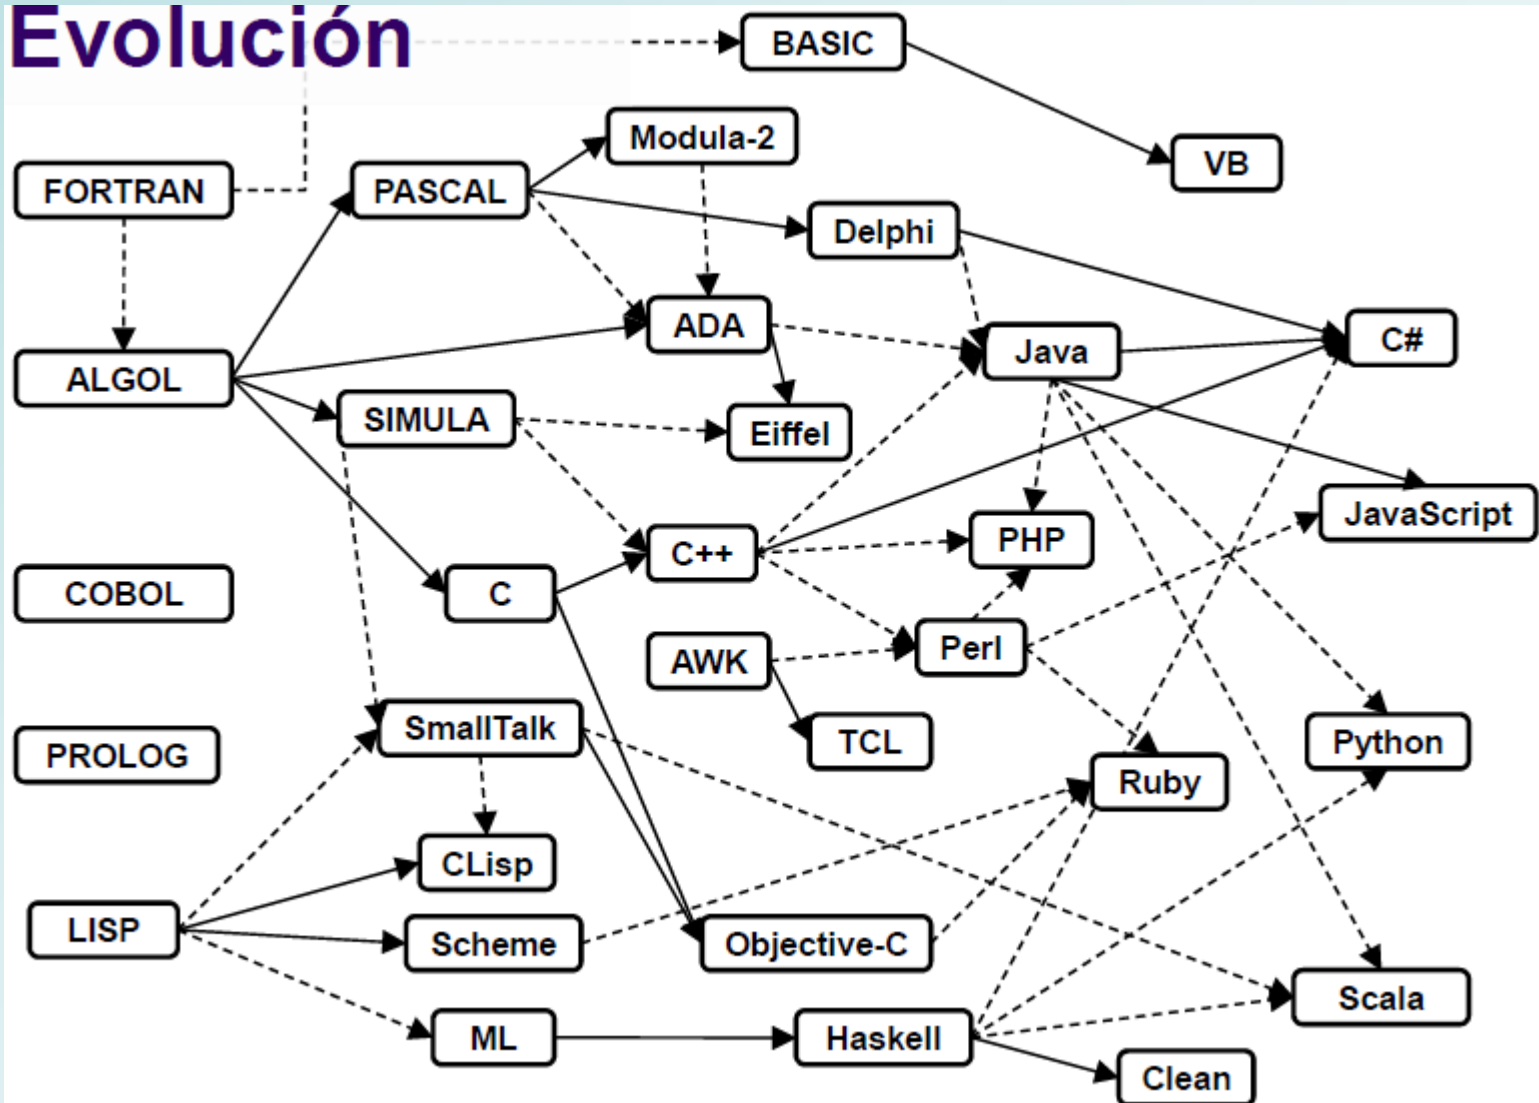 Evolución
BASIC
Modula-2
VB
FORTRAN
PASCAL
Delphi
ADA
Java
C#
ALGOL
SIMULA
Eiffel
JavaScript
C++
PHP
COBOL
C
AWK
Perl
SmallTalk
TCL
Python
PROLOG
Ruby
CLisp
LISP
Scheme
Objective-C
Scala
ML
Haskell
Clean